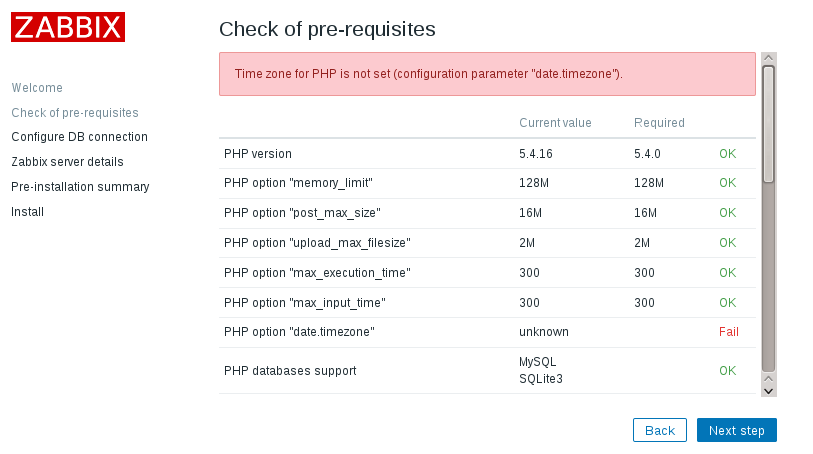 ZABBIX
Welcome
Check of pre-requisites
Configure DB connection
Zabbix server details
Pre-installation summary
Install
Check of pre-requisites
Time zone for PHP is not set (configuration parameter "date.timezone").
Current value Required
PHP version 5.4.16 5.4.0 OK
PHP option "memory_limit" 128M 128M OK
PHP option "post_max_size" 16M 16M OK
PHP option "upload_max_filesize" 2M 2M OK
PHP option "max_execution_time" 300 300 OK
PHP option "max_input_time" 300 300 OK
PHP option "date.timezone" unknown Fail
PHP databases support MySQL OK
SQLite3
Back Next step